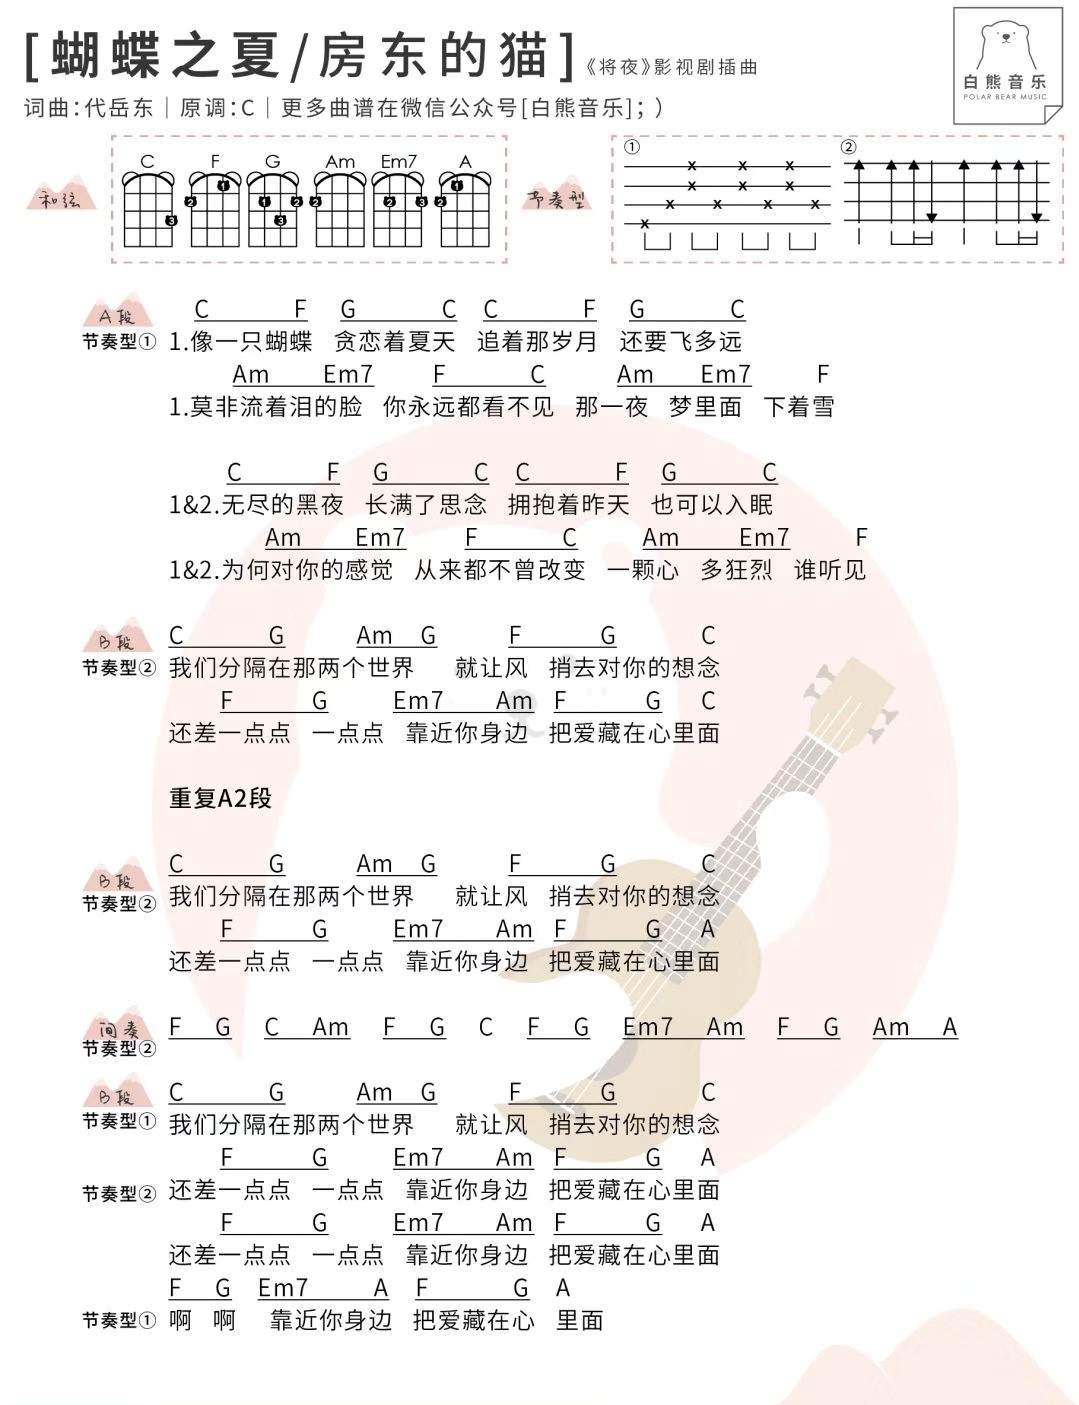 [蝴蝶之夏/房东的猫]《将夜》影视剧插曲
白熊音乐
POLAR BEAR MUSIC
词曲:代岳东｜原调:C｜更多曲谱在微信公众号[白熊音乐];)
和弦 C F G Am Em7 A 节奏型 ① ②
A段 C F G C C F G C
节奏型① 1.像一只蝴蝶 贪恋着夏天 追着那岁月 还要飞多远
Am Em7 F C Am Em7 F
1.莫非流着泪的脸 你永远都看不见 那一夜 梦里面 下着雪
C F G C C F G C
1&2.无尽的黑夜 长满了思念 拥抱着昨天 也可以入眠
Am Em7 F C Am Em7 F
1&2.为何对你的感觉 从来都不曾改变 一颗心 多狂烈 谁听见
B段 C G Am G F G C
节奏型② 我们分隔在那两个世界 就让风 捎去对你的想念
F G Em7 Am F G C
还差一点点 一点点 靠近你身边 把爱藏在心里面
重复A2段
B段 C G Am G F G C
节奏型② 我们分隔在那两个世界 就让风 捎去对你的想念
F G Em7 Am F G A
还差一点点 一点点 靠近你身边 把爱藏在心里面
间奏 F G C Am F G C F G Em7 Am F G Am A
节奏型②
B段 C G Am G F G C
节奏型① 我们分隔在那两个世界 就让风 捎去对你的想念
F G Em7 Am F G A
节奏型② 还差一点点 一点点 靠近你身边 把爱藏在心里面
F G Em7 Am F G A
还差一点点 一点点 靠近你身边 把爱藏在心里面
F G Em7 A F G A
节奏型① 啊 啊 靠近你身边 把爱藏在心 里面